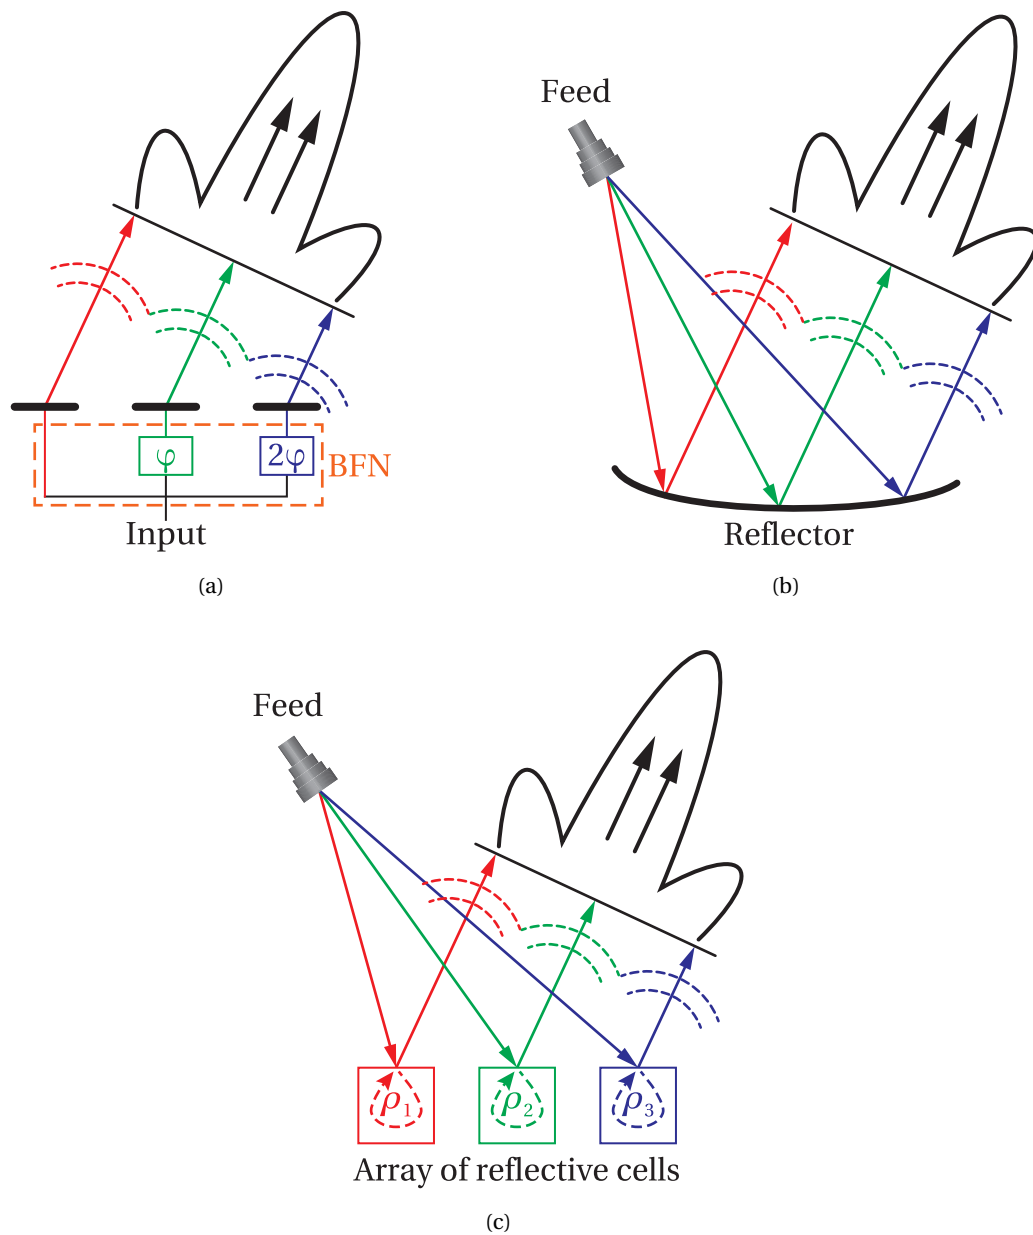 Feed
φ
2φ
BFN
Input
Reflector
(a)
(b)
Feed
ρ1
ρ2
ρ3
Array of reflective cells
(c)